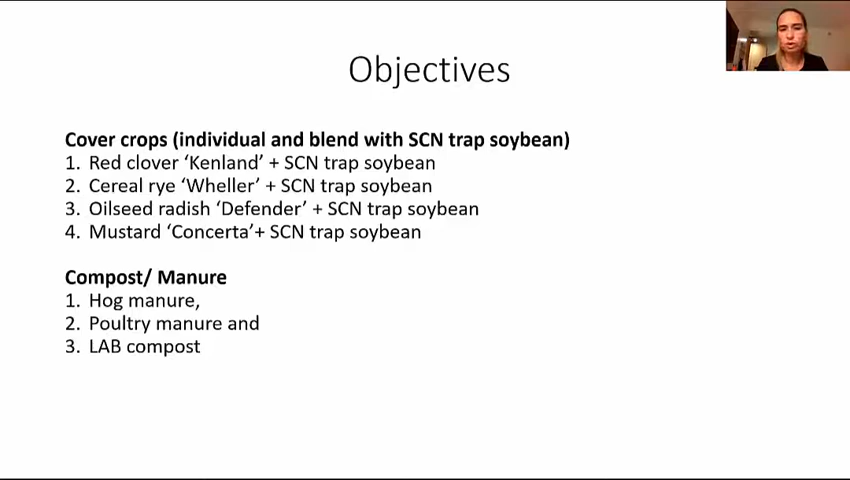 Objectives
Cover crops (individual and blend with SCN trap soybean)
1. Red clover ‘Kenland’ + SCN trap soybean
2. Cereal rye ‘Wheller’ + SCN trap soybean
3. Oilseed radish ‘Defender’ + SCN trap soybean
4. Mustard ‘Concerta’+ SCN trap soybean
Compost/ Manure
1. Hog manure,
2. Poultry manure and
3. LAB compost